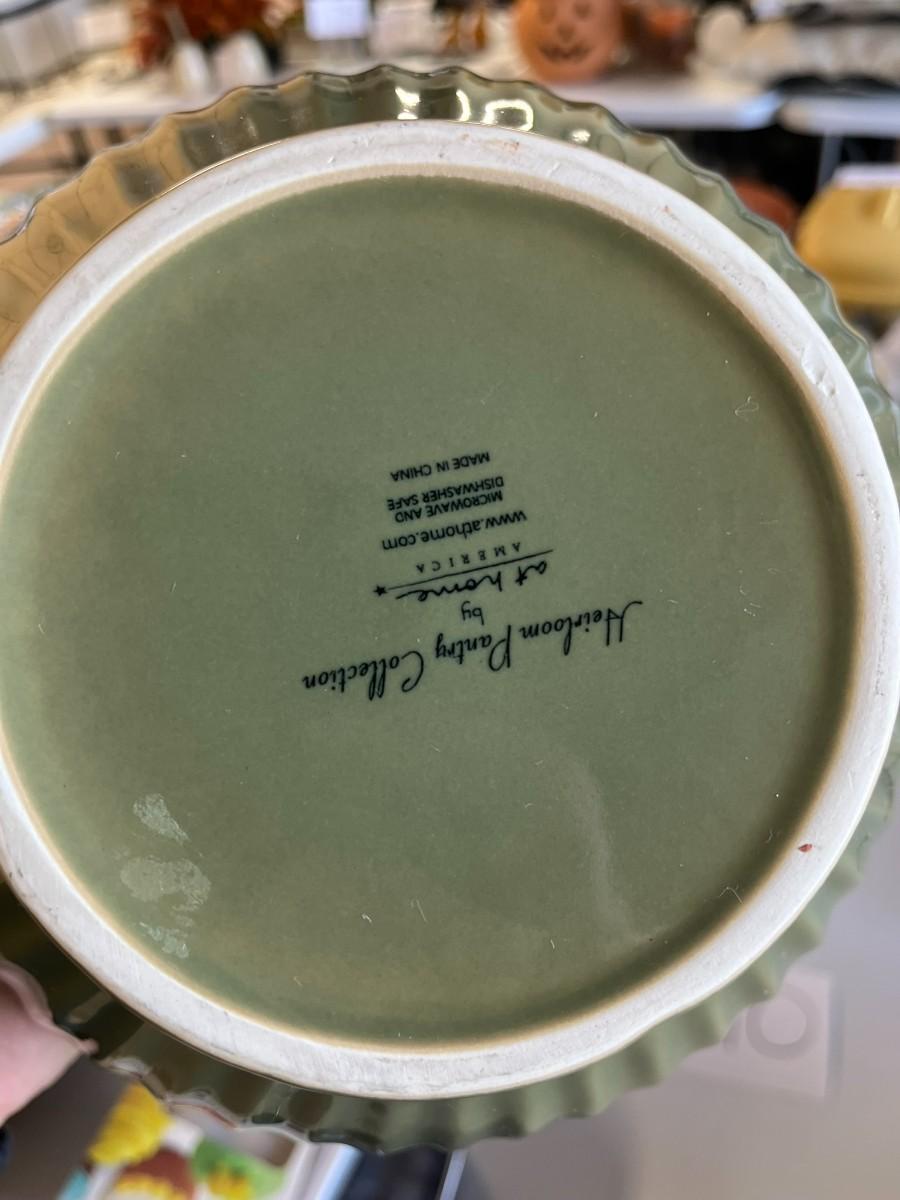 Heirloom Pantry Collection
by
at home
AMERICA
www.athome.com
MICROWAVE AND
DISHWASHER SAFE
MADE IN CHINA